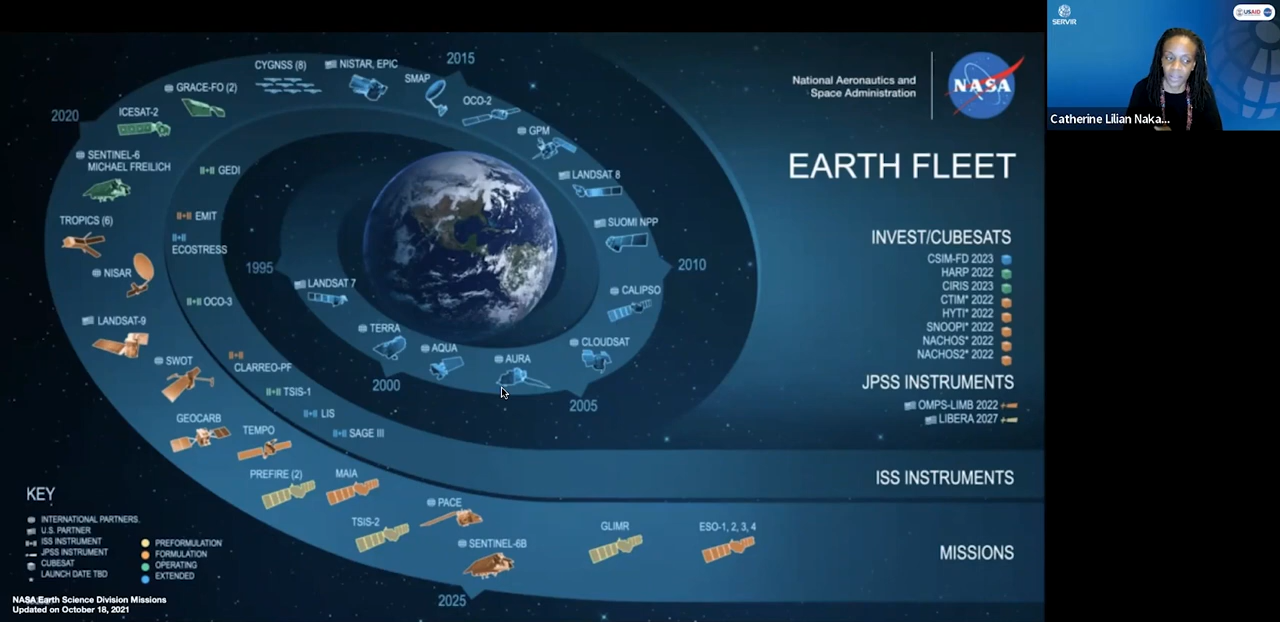 2015
CYGNSS (8)
NISTAR, EPIC
SMAP
GRACE-FO (2)
OCO-2
2020
ICESAT-2
GPM
SENTINEL-6
MICHAEL FREILICH
GEDI
LANDSAT 8
TROPICS (6)
EMIT
SUOMI NPP
ECOSTRESS
1995
2010
NISAR
LANDSAT 7
CALIPSO
OCO-3
LANDSAT-9
TERRA
AQUA
CLOUDSAT
SWOT
AURA
CLARREO-PF
2000
TSIS-1
2005
GEOCARB
LIS
TEMPO
SAGE III
PREFIRE (2)
MAIA
PACE
TSIS-2
SENTINEL-6B
GLIMR
ESO-1, 2, 3, 4
2025
National Aeronautics and
Space Administration
NASA
EARTH FLEET
INVEST/CUBESATS
CSIM-FD 2023
HARP 2022
CIRIS 2023
CTIM* 2022
HYTI* 2022
SNOOPI* 2022
NACHOS* 2022
NACHOS2* 2022
JPSS INSTRUMENTS
OMPS-LIMB 2022
LIBERA 2027
ISS INSTRUMENTS
MISSIONS
KEY
INTERNATIONAL PARTNERS.
U.S. PARTNER
ISS INSTRUMENT
JPSS INSTRUMENT
CUBESAT
* LAUNCH DATE TBD
PREFORMULATION
FORMULATION
OPERATING
EXTENDED
NASA Earth Science Division Missions
Updated on October 18, 2021
SERVIR
USAID
Catherine Lilian Naka...